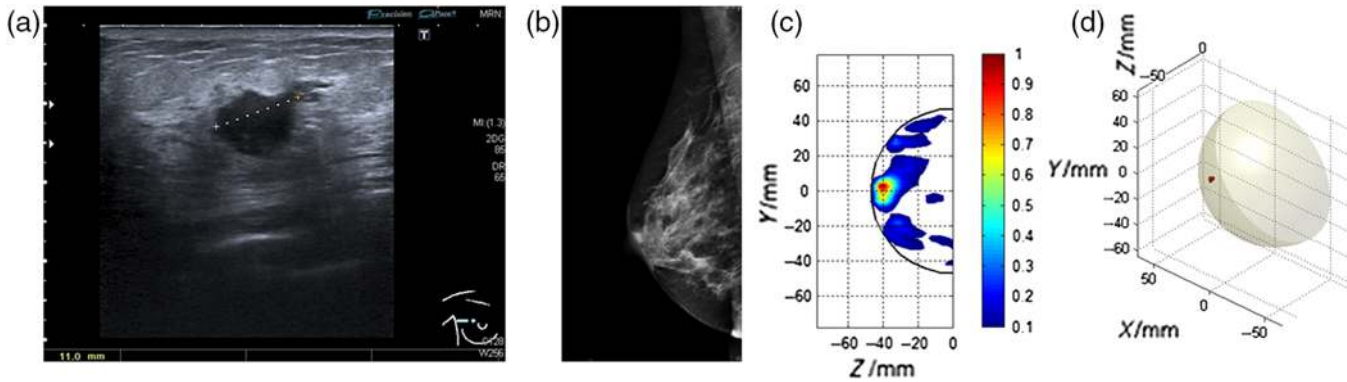 (a)
Precision
MRN:
T
MI:(1.3)
2DG
85
DR
65
C128
W256
11.0 mm
(b)
(c)
60
40
20
0
–20
–40
–60
Y/mm
–60 –40 –20 0
Z/mm
1
0.9
0.8
0.7
0.6
0.5
0.4
0.3
0.2
0.1
(d)
Z/mm
0
–50
60
40
20
0
–20
–40
–60
Y/mm
50
0
–50
X/mm